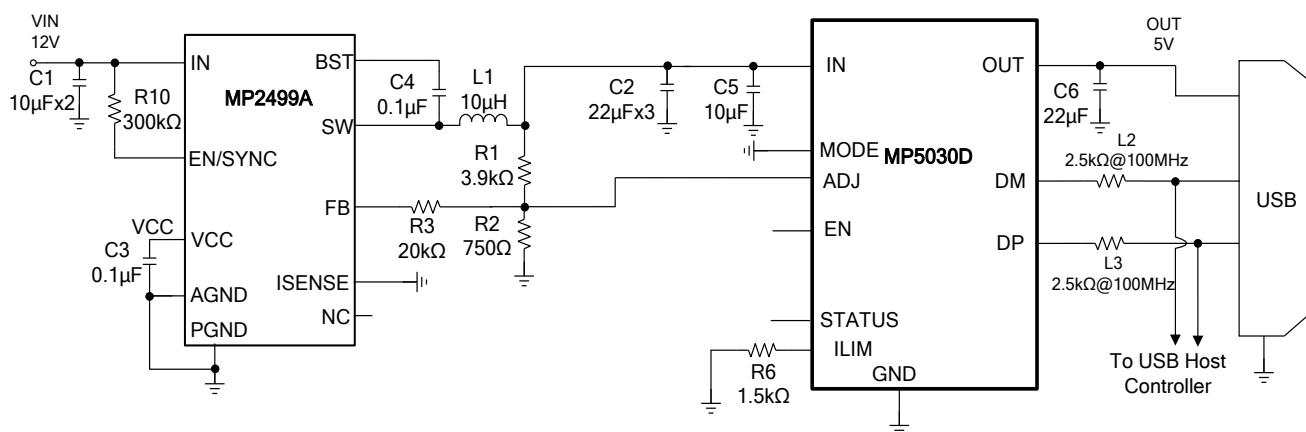 VIN
12V
C1
10µFx2
R10
300kΩ
IN
MP2499A
EN/SYNC
VCC
VCC
C3
0.1µF
AGND
PGND
BST
SW
FB
ISENSE
NC
C4
0.1µF
L1
10µH
R1
3.9kΩ
R3
20kΩ
R2
750Ω
C2
22µFx3
C5
10µF
IN
MODE
MP5030D
ADJ
EN
STATUS
ILIM
R6
1.5kΩ
GND
OUT
DM
DP
OUT
5V
C6
22µF
L2
2.5kΩ@100MHz
L3
2.5kΩ@100MHz
USB
To USB Host
Controller